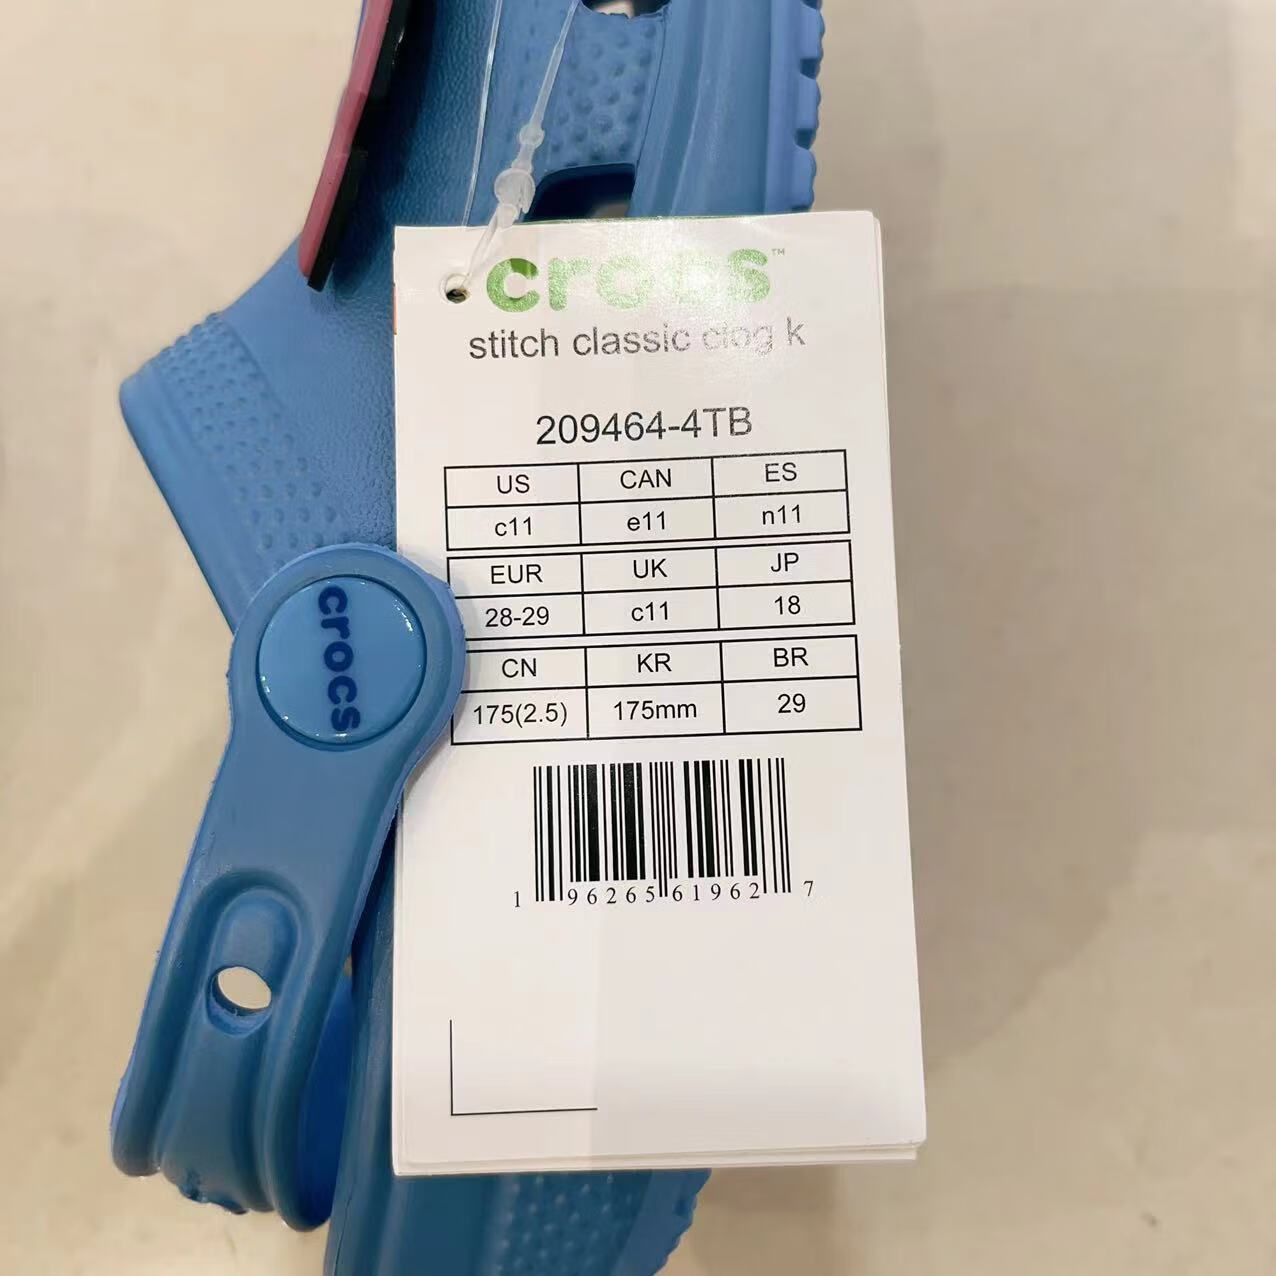 crocs™
stitch classic clog k
209464-4TB
US CAN ES
c11 e11 n11
EUR UK JP
28-29 c11 18
CN KR BR
175(2.5) 175mm 29
1 96265 61962 7
crocs